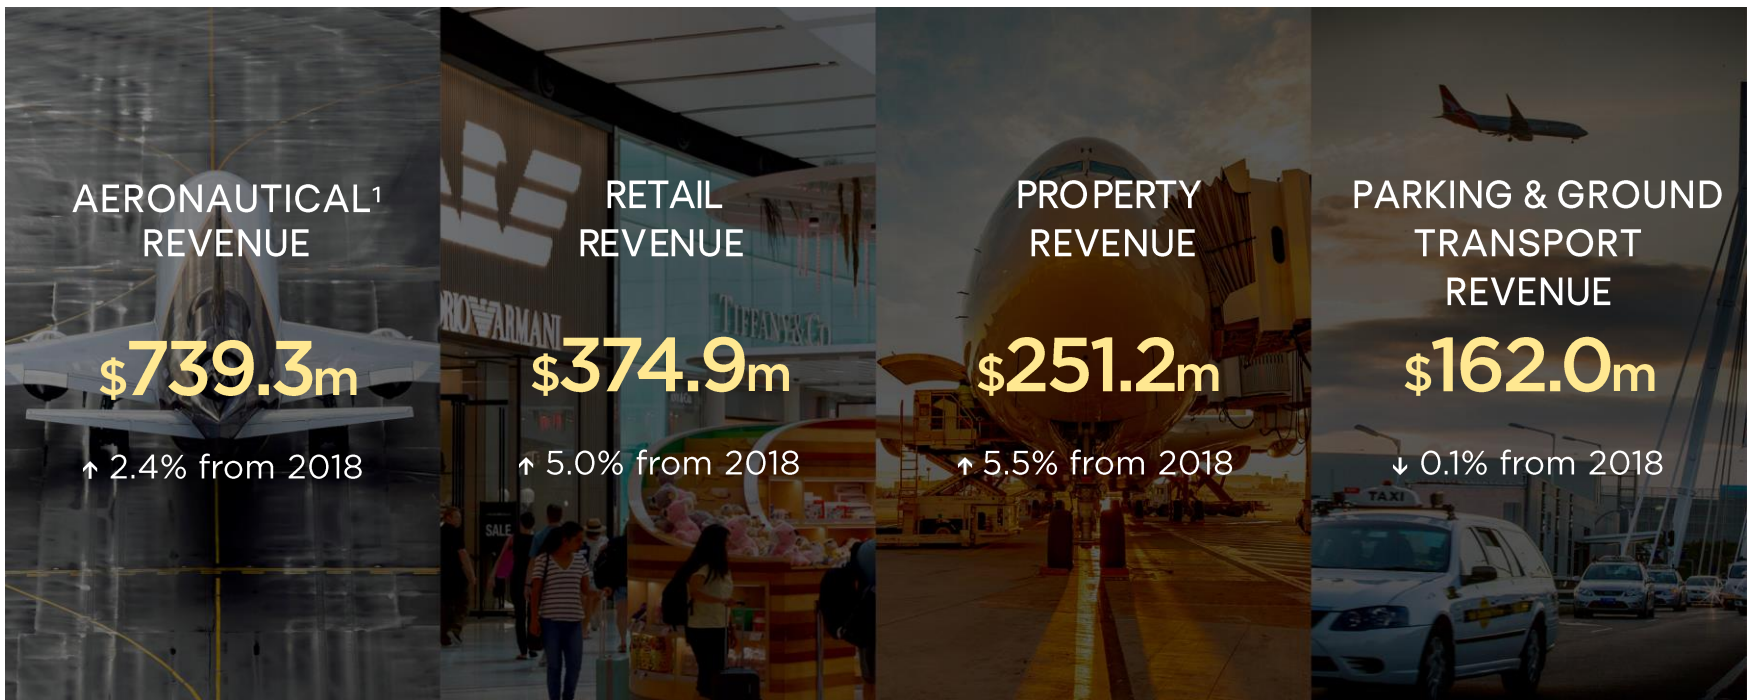 AERONAUTICAL¹
REVENUE
$739.3m
↑ 2.4% from 2018
RETAIL
REVENUE
$374.9m
↑ 5.0% from 2018
PROPERTY
REVENUE
$251.2m
↑ 5.5% from 2018
PARKING & GROUND
TRANSPORT
REVENUE
$162.0m
↓ 0.1% from 2018
ARMANI
TIFFANY & CO.
SALE
TAXI